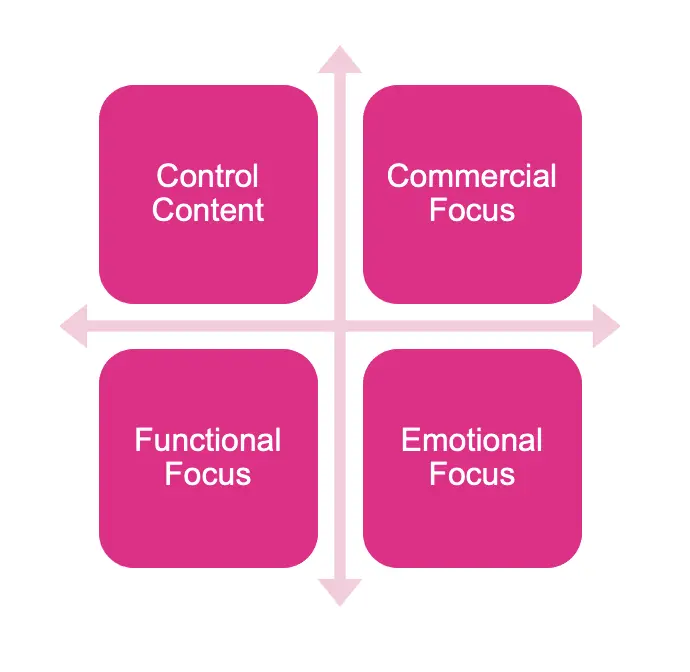 Control
Content
Commercial
Focus
Functional
Focus
Emotional
Focus